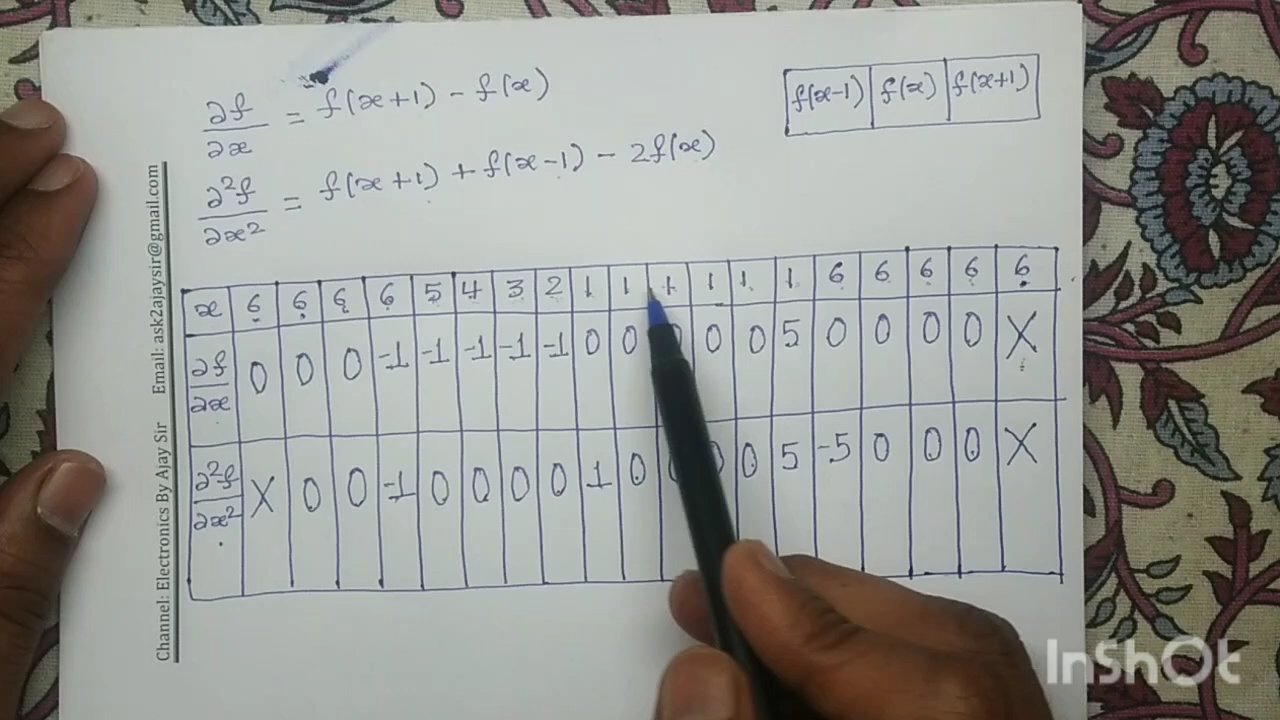 ∂f/∂x = f(x+1) - f(x)
f(x-1) f(x) f(x+1)
∂²f/∂x² = f(x+1) + f(x-1) - 2f(x)
x 6 6 6 6 5 4 3 2 1 1 1 1 1 1 6 6 6 6 6
∂f/∂x 0 0 0 -1 -1 -1 -1 -1 0 0 0 0 0 5 0 0 0 0 X
∂²f/∂x² X 0 0 -1 0 0 0 0 1 0 0 0 0 5 -5 0 0 0 X
Channel: Electronics By Ajay Sir Email: ask2ajaysir@gmail.com
InShOt